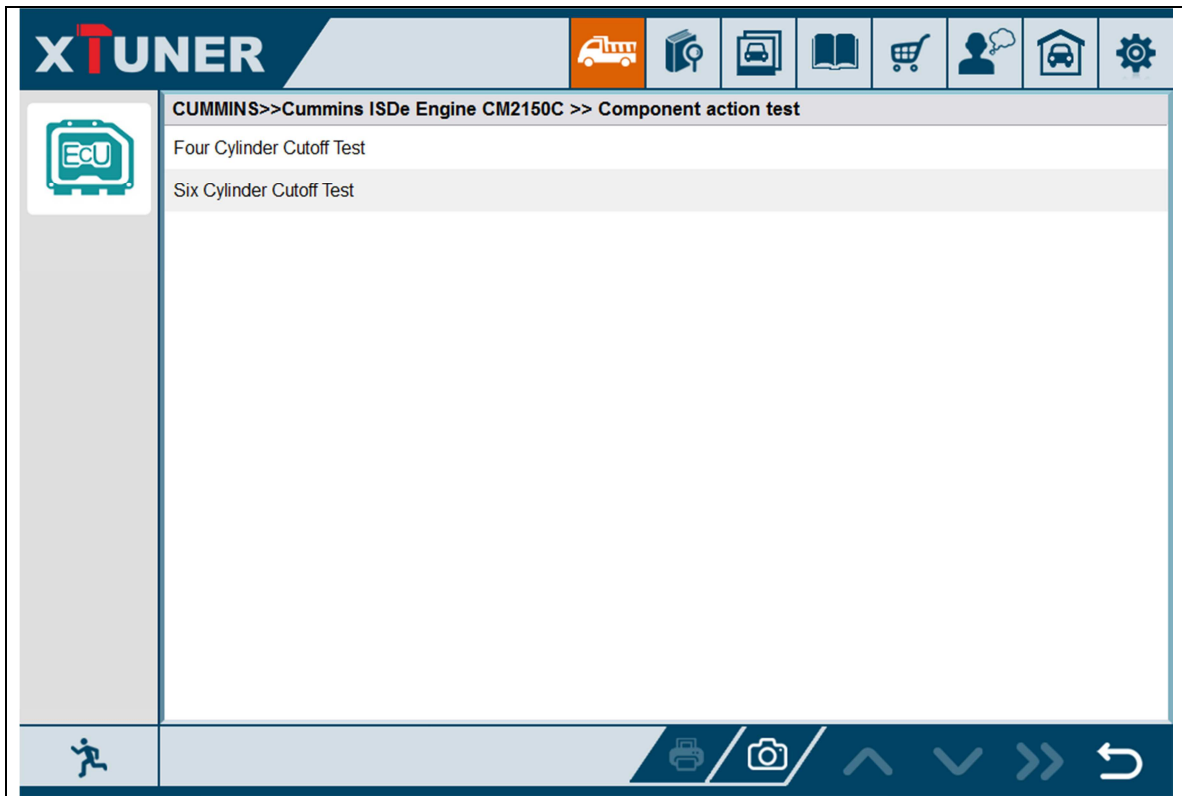 XTUNER
CUMMINS>>Cummins ISDe Engine CM2150C >> Component action test
ECU
Four Cylinder Cutoff Test
Six Cylinder Cutoff Test